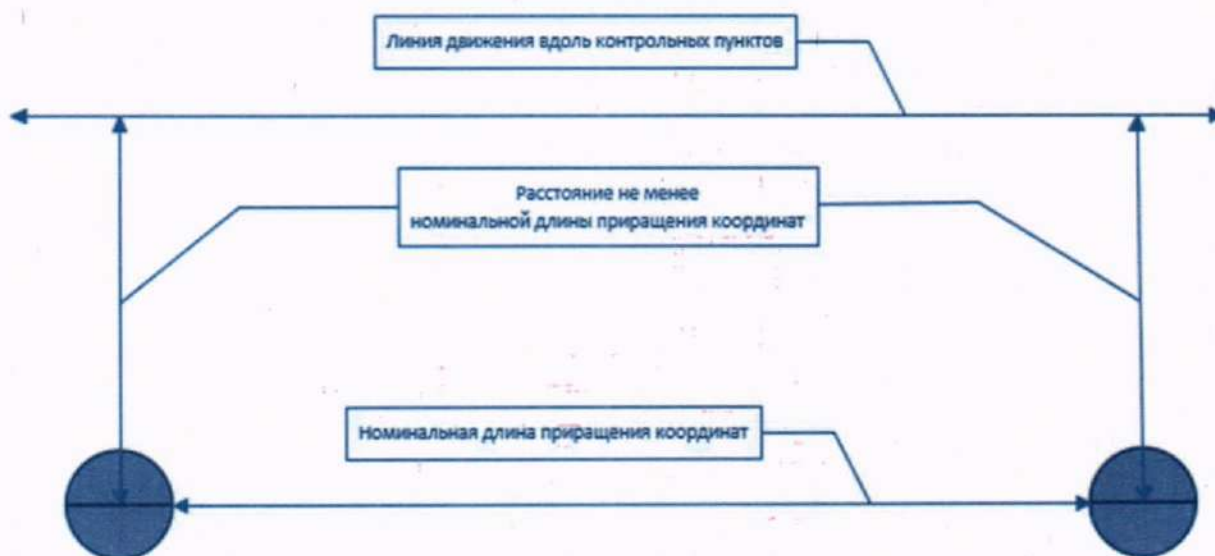 Линия движения вдоль контрольных пунктов
Расстояние не менее
номинальной длины приращения координат
Номинальная длина приращения координат